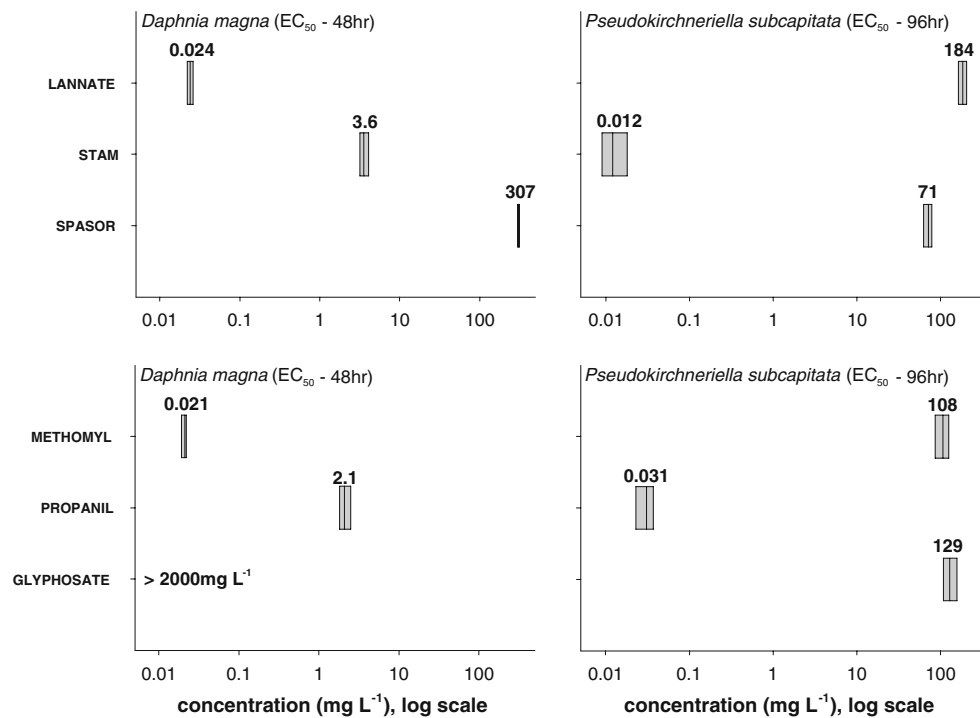 Daphnia magna (EC50 - 48hr)
Pseudokirchneriella subcapitata (EC50 - 96hr)
0.024
184
LANNATE
3.6
0.012
STAM
307
71
SPASOR
0.01 0.1 1 10 100
0.01 0.1 1 10 100
Daphnia magna (EC50 - 48hr)
Pseudokirchneriella subcapitata (EC50 - 96hr)
0.021
108
METHOMYL
2.1
0.031
PROPANIL
129
GLYPHOSATE
> 2000mg L-1
0.01 0.1 1 10 100
0.01 0.1 1 10 100
concentration (mg L-1), log scale
concentration (mg L-1), log scale